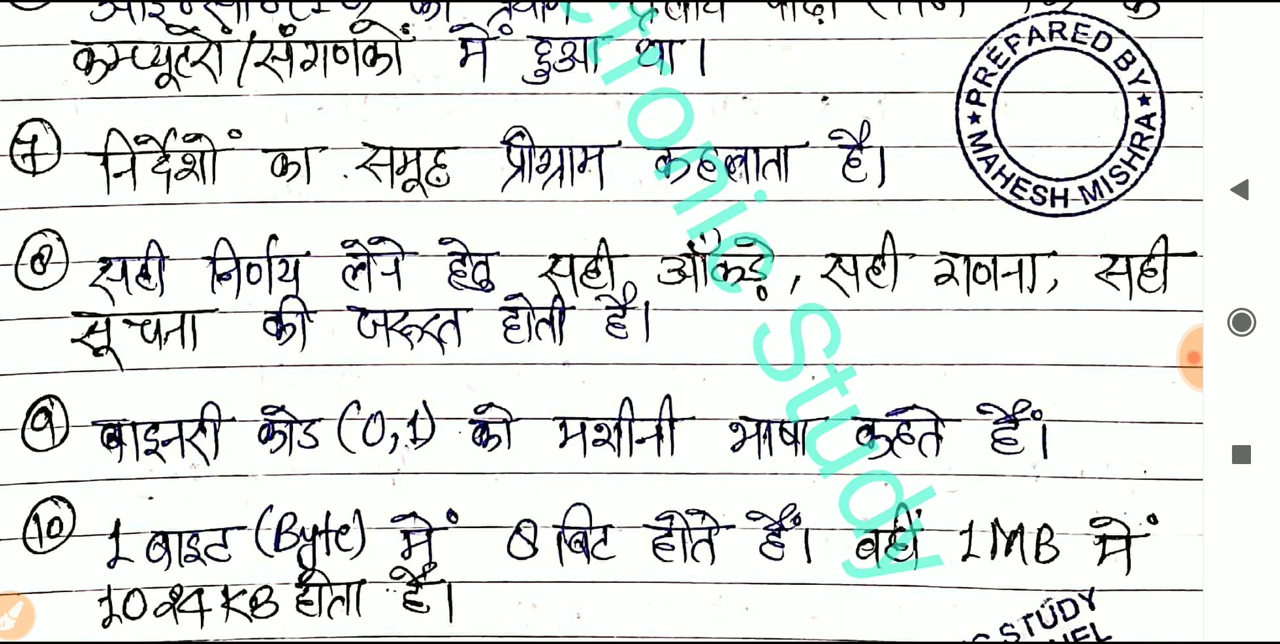 कम्प्यूटरों/संगणकों में हुआ था।
⑦ निर्देशों का समूह प्रोग्राम कहलाता है।
⑧ सही निर्णय लेने हेतु सही आँकड़े, सही गणना, सही
सूचना की जरूरत होती है।
⑨ बाइनरी कोड (0,1) को मशीनी भाषा कहते हैं।
⑩ 1 बाइट (Byte) में 8 बिट होते हैं। वहीं 1MB में
1024 KB होता है।
PREPARED BY
★ MAHESH MISHRA ★
Study
STUDY